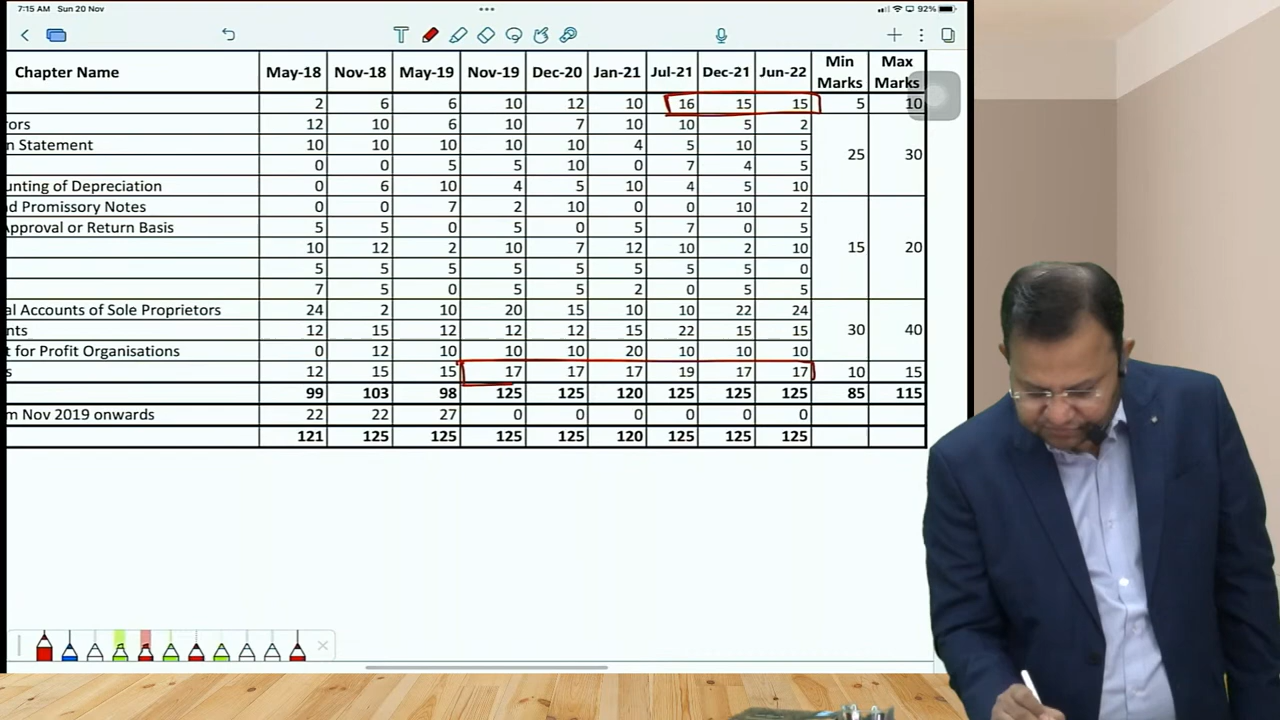 7:15 AM Sun 20 Nov 92%
Chapter Name May-18 Nov-18 May-19 Nov-19 Dec-20 Jan-21 Jul-21 Dec-21 Jun-22 Min Marks Max Marks
2 6 6 10 12 10 16 15 15 5 10
rors 12 10 6 10 7 10 10 5 2
n Statement 10 10 10 10 10 4 5 10 5 25 30
0 0 5 5 10 0 7 4 5
unting of Depreciation 0 6 10 4 5 10 4 5 10
nd Promissory Notes 0 0 7 2 10 0 0 10 2
Approval or Return Basis 5 5 0 5 0 5 7 0 5
10 12 2 10 7 12 10 2 10 15 20
5 5 5 5 5 5 5 5 0
7 5 0 5 5 2 0 5 5
al Accounts of Sole Proprietors 24 2 10 20 15 10 10 22 24
nts 12 15 12 12 12 15 22 15 15 30 40
t for Profit Organisations 0 12 10 10 10 20 10 10 10
s 12 15 15 17 17 17 19 17 17 10 15
99 103 98 125 125 120 125 125 125 85 115
m Nov 2019 onwards 22 22 27 0 0 0 0 0 0
121 125 125 125 125 120 125 125 125